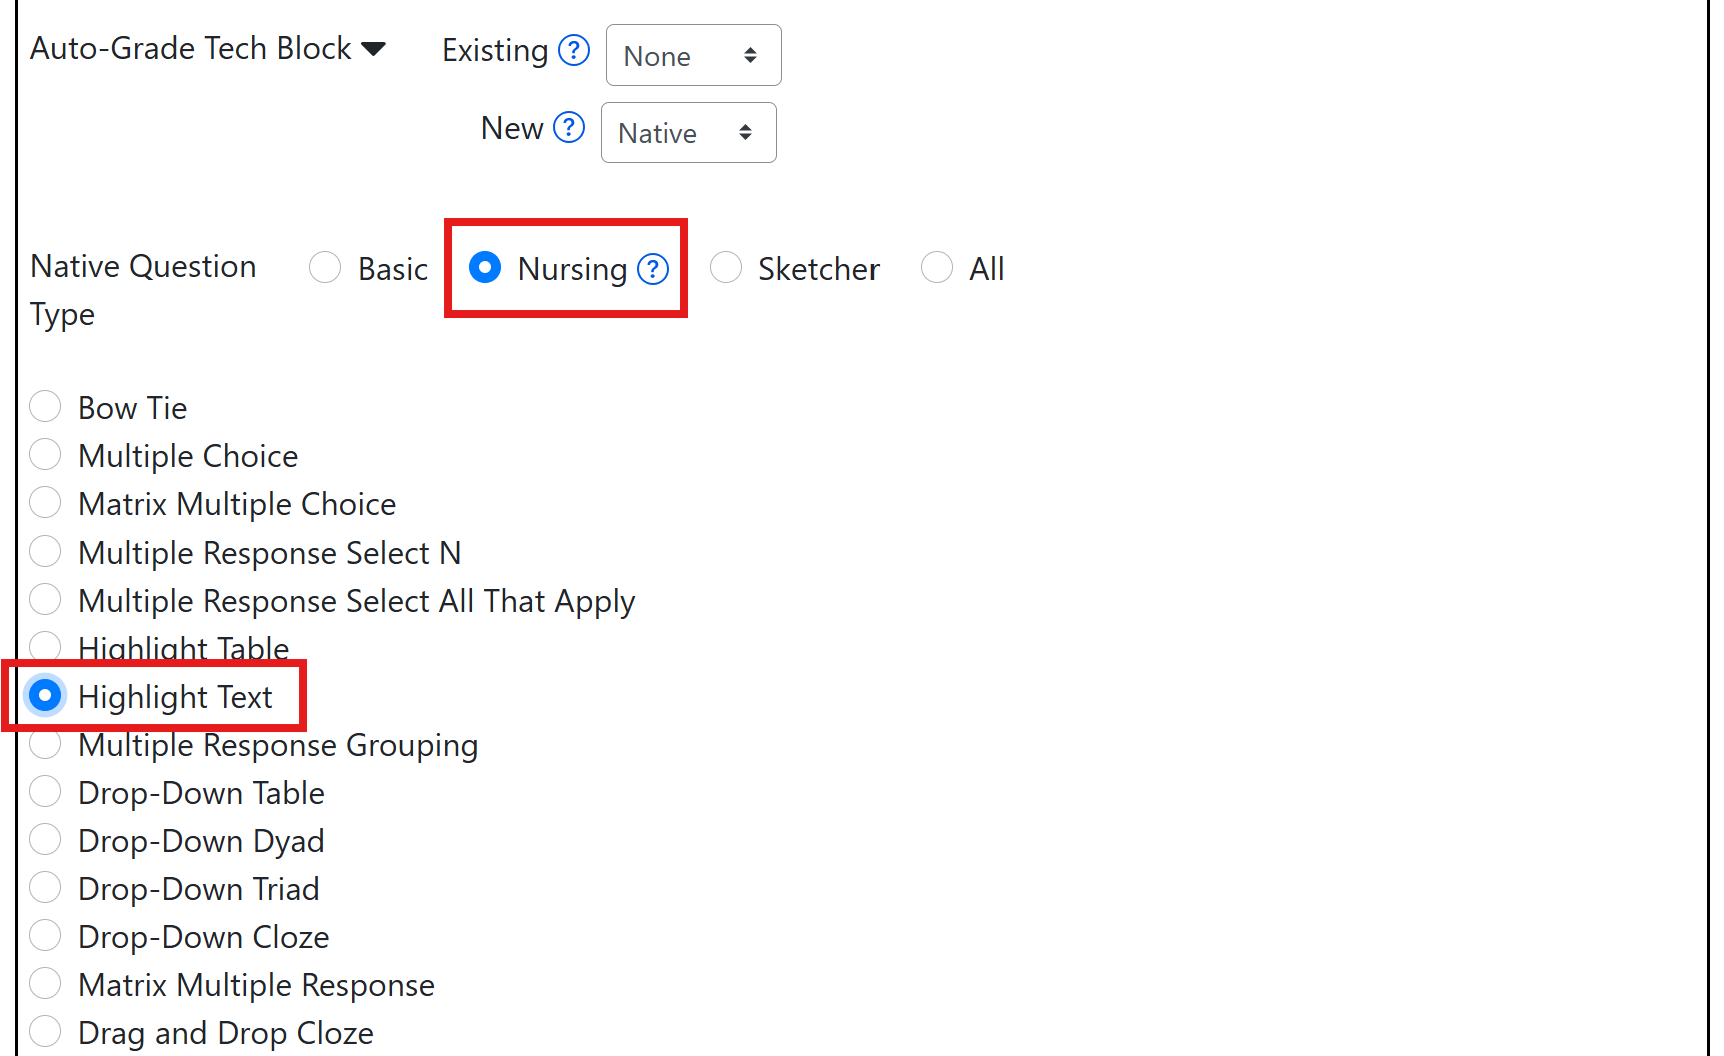 Auto-Grade Tech Block Existing ? None
New ? Native
Native Question Type Basic Nursing ? Sketcher All
Bow Tie
Multiple Choice
Matrix Multiple Choice
Multiple Response Select N
Multiple Response Select All That Apply
Highlight Table
Highlight Text
Multiple Response Grouping
Drop-Down Table
Drop-Down Dyad
Drop-Down Triad
Drop-Down Cloze
Matrix Multiple Response
Drag and Drop Cloze